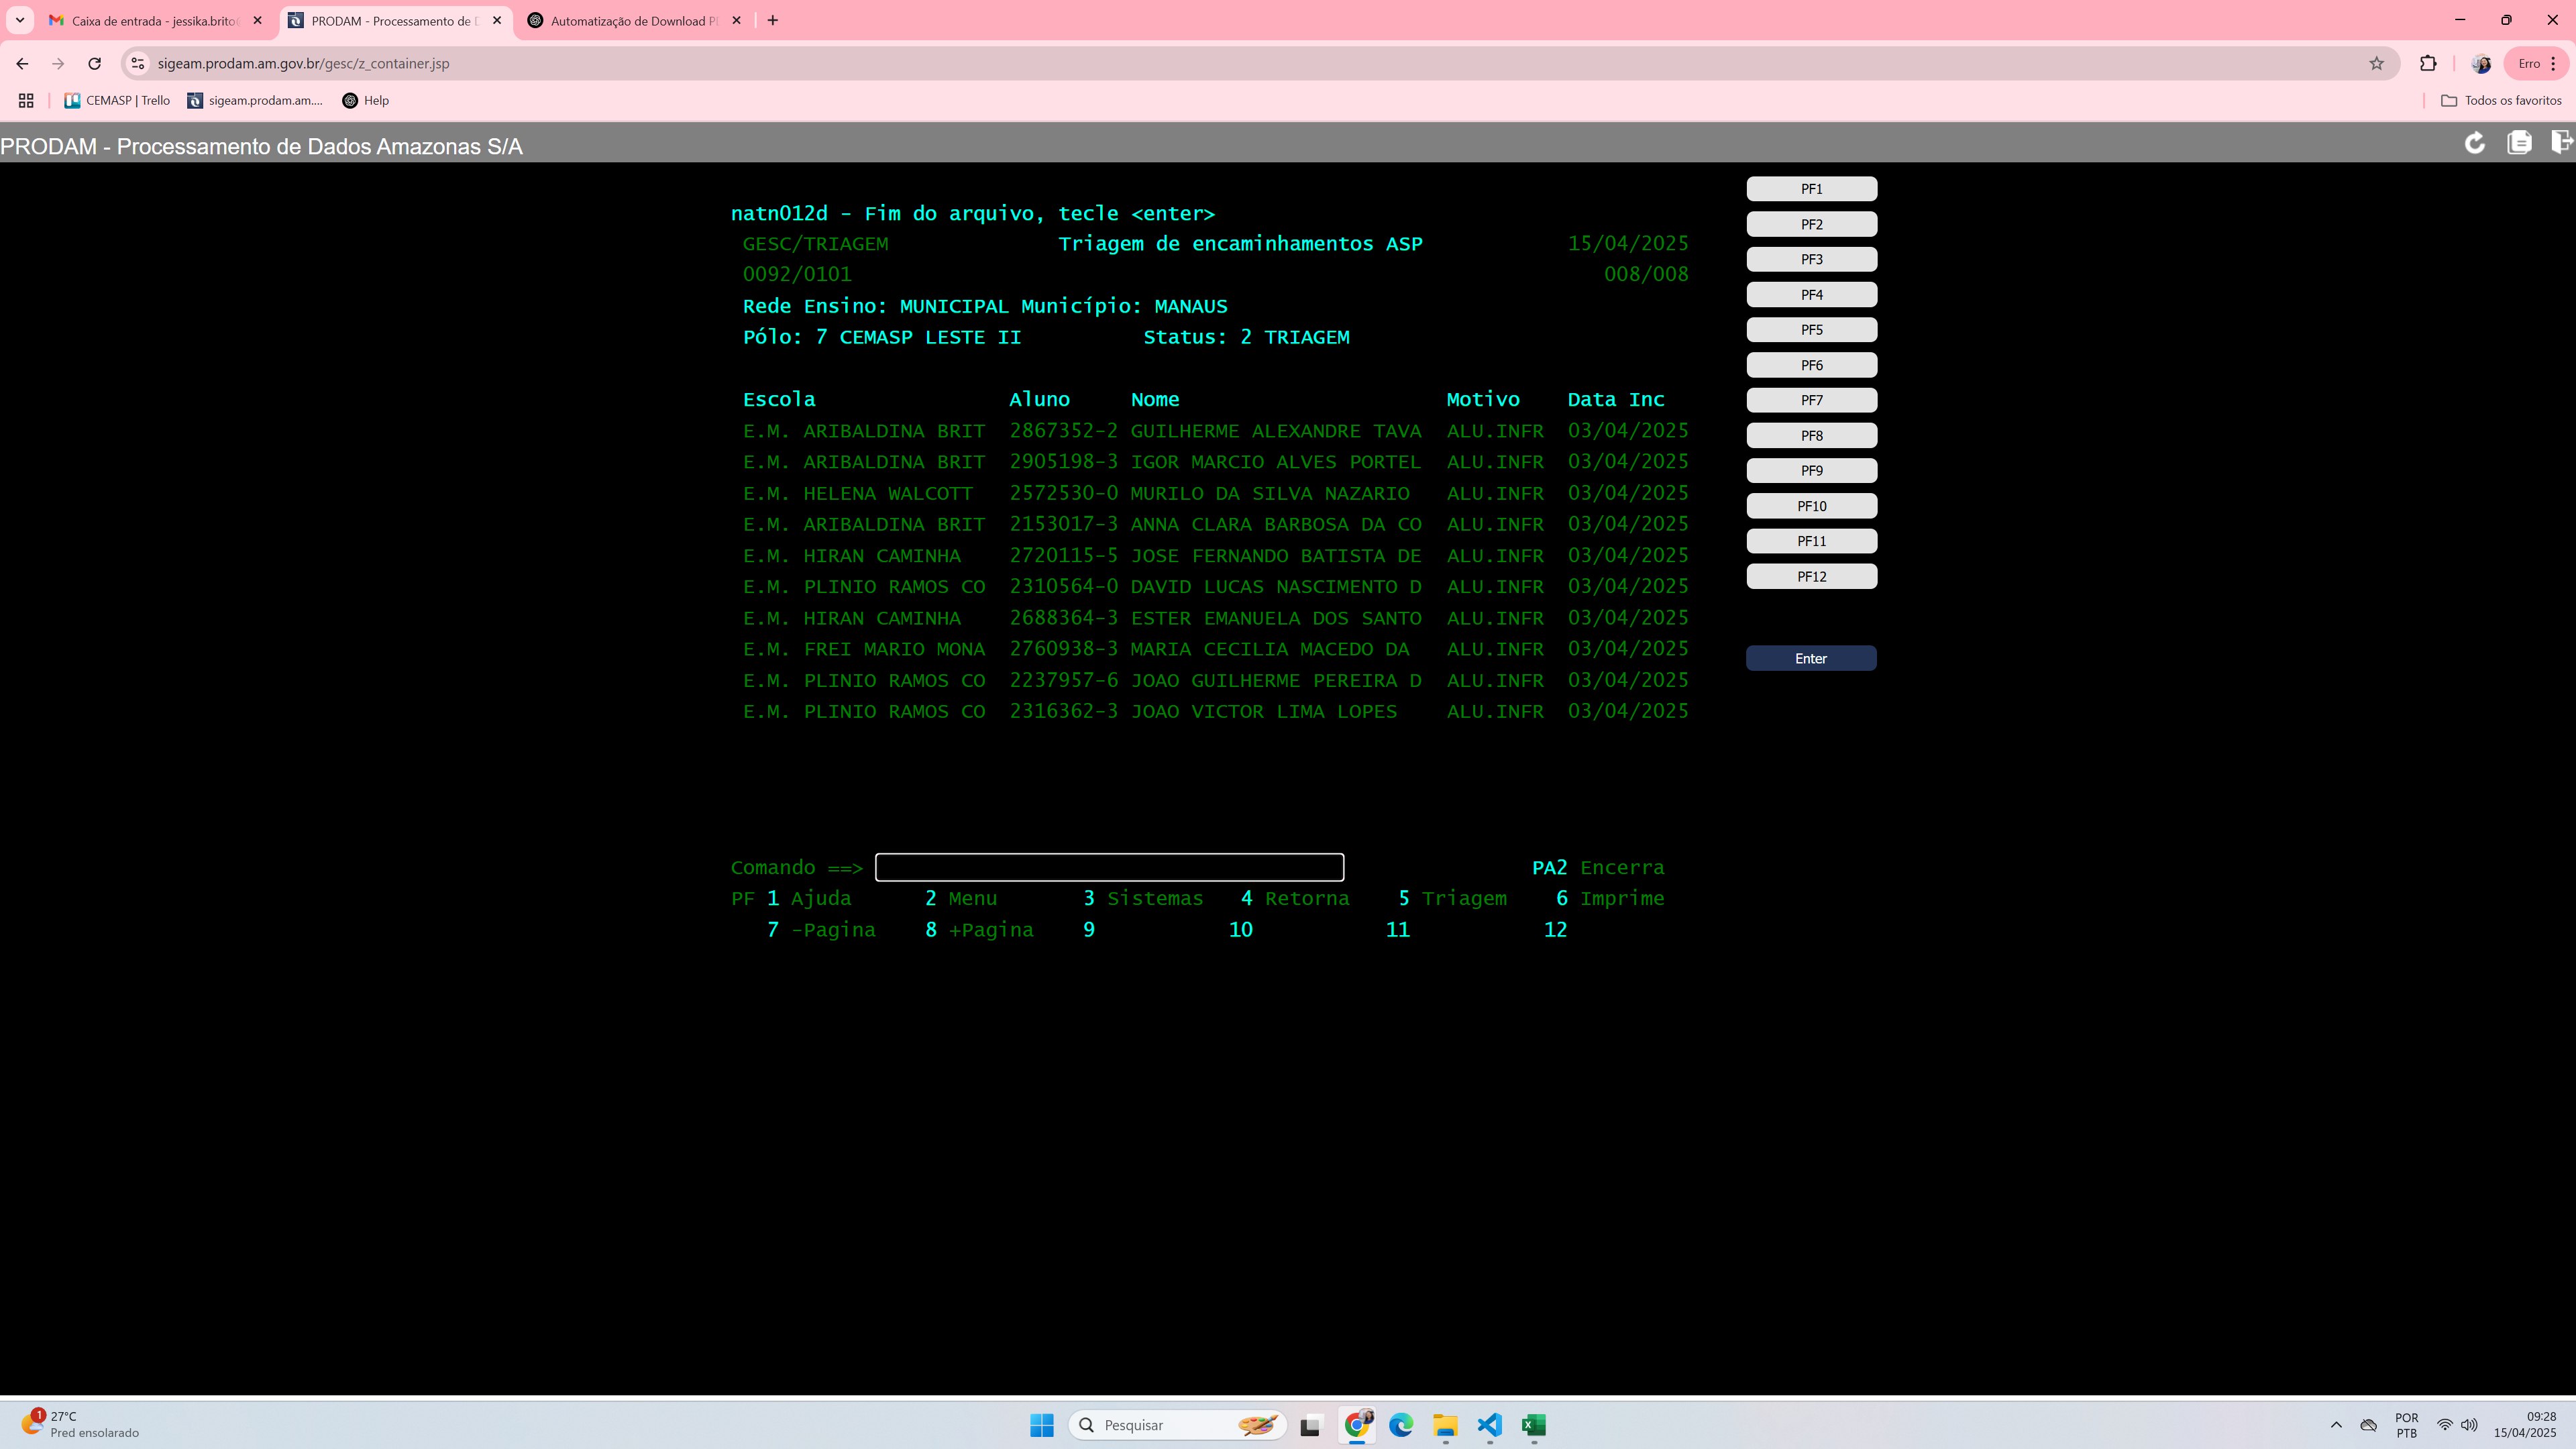 Caixa de entrada - jessika.brito
PRODAM - Processamento de D
Automatização de Download P
sigeam.prodam.am.gov.br/gesc/z_container.jsp
Erro
CEMASP | Trello
sigeam.prodam.am....
Help
Todos os favoritos
PRODAM - Processamento de Dados Amazonas S/A
natn012d - Fim do arquivo, tecle <enter>
GESC/TRIAGEM Triagem de encaminhamentos ASP 15/04/2025
0092/0101 008/008
Rede Ensino: MUNICIPAL Município: MANAUS
Pólo: 7 CEMASP LESTE II Status: 2 TRIAGEM
Escola Aluno Nome Motivo Data Inc
E.M. ARIBALDINA BRIT 2867352-2 GUILHERME ALEXANDRE TAVA ALU.INFR 03/04/2025
E.M. ARIBALDINA BRIT 2905198-3 IGOR MARCIO ALVES PORTEL ALU.INFR 03/04/2025
E.M. HELENA WALCOTT 2572530-0 MURILO DA SILVA NAZARIO ALU.INFR 03/04/2025
E.M. ARIBALDINA BRIT 2153017-3 ANNA CLARA BARBOSA DA CO ALU.INFR 03/04/2025
E.M. HIRAN CAMINHA 2720115-5 JOSE FERNANDO BATISTA DE ALU.INFR 03/04/2025
E.M. PLINIO RAMOS CO 2310564-0 DAVID LUCAS NASCIMENTO D ALU.INFR 03/04/2025
E.M. HIRAN CAMINHA 2688364-3 ESTER EMANUELA DOS SANTO ALU.INFR 03/04/2025
E.M. FREI MARIO MONA 2760938-3 MARIA CECILIA MACEDO DA ALU.INFR 03/04/2025
E.M. PLINIO RAMOS CO 2237957-6 JOAO GUILHERME PEREIRA D ALU.INFR 03/04/2025
E.M. PLINIO RAMOS CO 2316362-3 JOAO VICTOR LIMA LOPES ALU.INFR 03/04/2025
Comando ==> PA2 Encerra
PF 1 Ajuda 2 Menu 3 Sistemas 4 Retorna 5 Triagem 6 Imprime
7 -Pagina 8 +Pagina 9 10 11 12
PF1
PF2
PF3
PF4
PF5
PF6
PF7
PF8
PF9
PF10
PF11
PF12
Enter
1
27°C
Pred ensolarado
Pesquisar
POR
PTB
09:28
15/04/2025